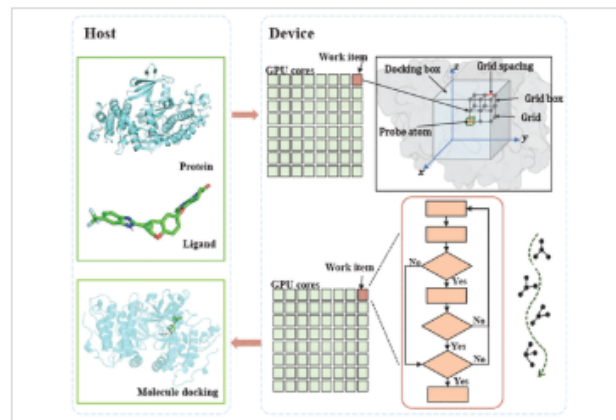 Host
Device
Protein
Ligand
Molecule docking
Work item
GPU cores
Docking box
z
Grid spacing
Grid box
Grid
Probe atom
y
x
Work item
GPU cores
No
Yes
No
Yes
No
Yes